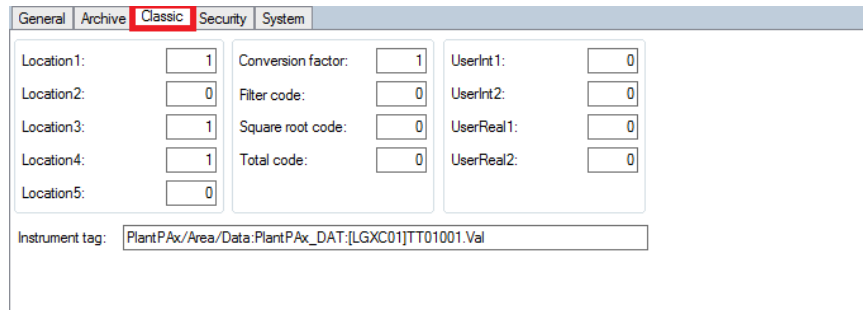 General Archive Classic Security System
Location1: 1 Conversion factor: 1 UserInt1: 0
Location2: 0 Filter code: 0 UserInt2: 0
Location3: 1 Square root code: 0 UserReal1: 0
Location4: 1 Total code: 0 UserReal2: 0
Location5: 0
Instrument tag: PlantPAx/Area/Data:PlantPAx_DAT:[LGXC01]TT01001.Val